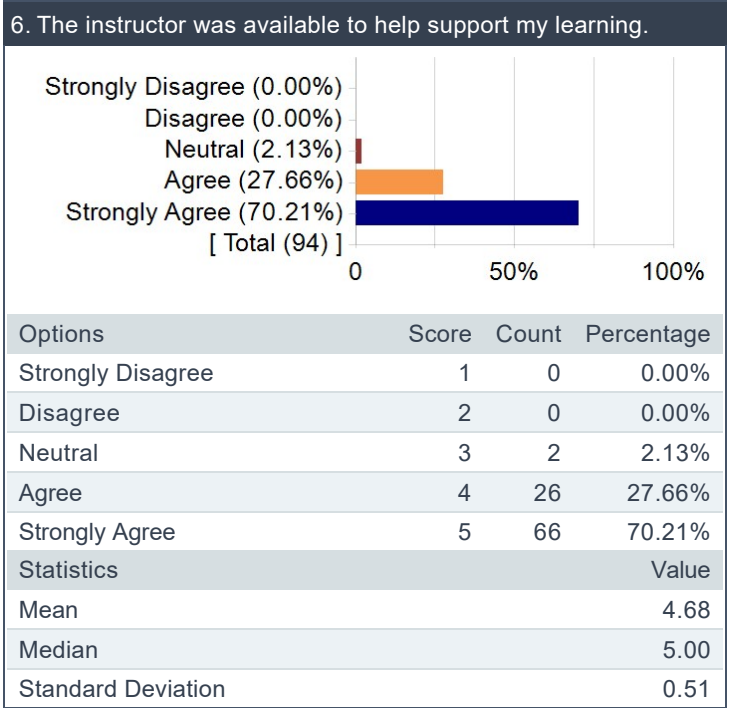 6. The instructor was available to help support my learning.
Strongly Disagree (0.00%)
Disagree (0.00%)
Neutral (2.13%)
Agree (27.66%)
Strongly Agree (70.21%)
[ Total (94) ]
0 50% 100%
Options Score Count Percentage
Strongly Disagree 1 0 0.00%
Disagree 2 0 0.00%
Neutral 3 2 2.13%
Agree 4 26 27.66%
Strongly Agree 5 66 70.21%
Statistics Value
Mean 4.68
Median 5.00
Standard Deviation 0.51